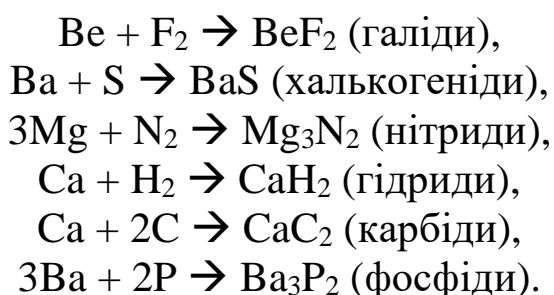 Be + F₂ → BeF₂ (галіди),
Ba + S → BaS (халькогеніди),
3Mg + N₂ → Mg₃N₂ (нітриди),
Ca + H₂ → CaH₂ (гідриди),
Ca + 2C → CaC₂ (карбіди),
3Ba + 2P → Ba₃P₂ (фосфіди).